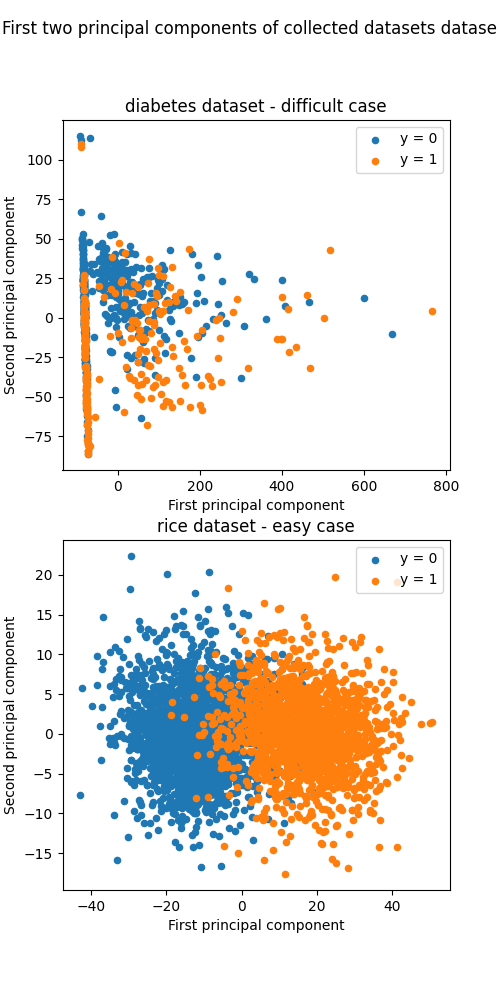 First two principal components of collected datasets datase
diabetes dataset - difficult case
y = 0
y = 1
100
75
50
25
0
−25
−50
−75
Second principal component
0
200
400
600
800
First principal component
rice dataset - easy case
y = 0
y = 1
20
15
10
5
0
−5
−10
−15
Second principal component
−40
−20
0
20
40
First principal component